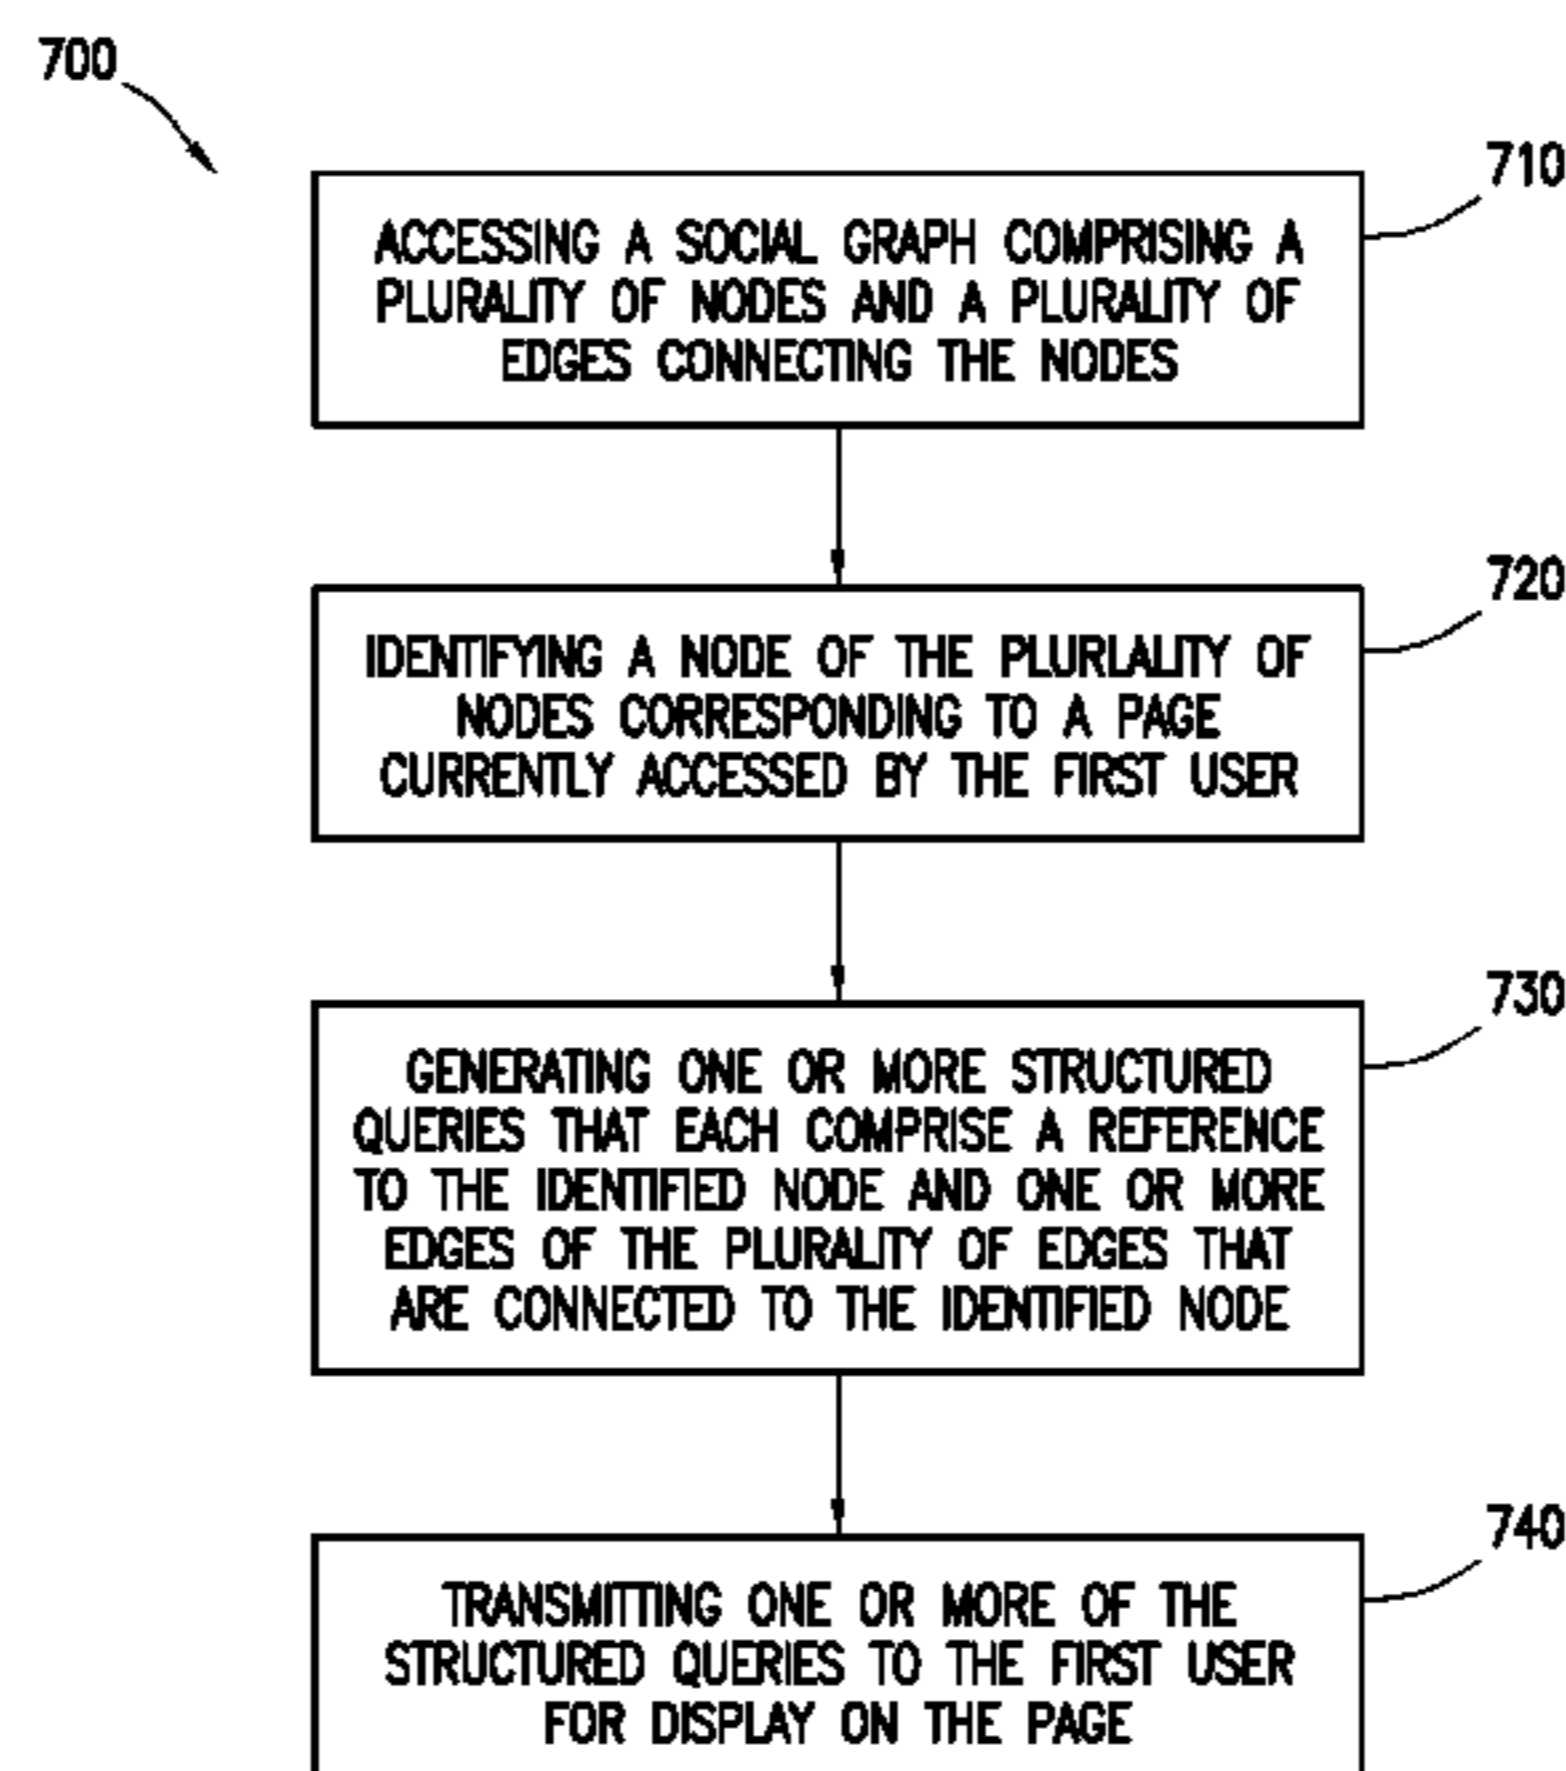 700
710
ACCESSING A SOCIAL GRAPH COMPRISING A
PLURALITY OF NODES AND A PLURALITY OF
EDGES CONNECTING THE NODES
720
IDENTIFYING A NODE OF THE PLURLALITY OF
NODES CORRESPONDING TO A PAGE
CURRENTLY ACCESSED BY THE FIRST USER
730
GENERATING ONE OR MORE STRUCTURED
QUERIES THAT EACH COMPRISE A REFERENCE
TO THE IDENTIFIED NODE AND ONE OR MORE
EDGES OF THE PLURALITY OF EDGES THAT
ARE CONNECTED TO THE IDENTIFIED NODE
740
TRANSMITTING ONE OR MORE OF THE
STRUCTURED QUERIES TO THE FIRST USER
FOR DISPLAY ON THE PAGE